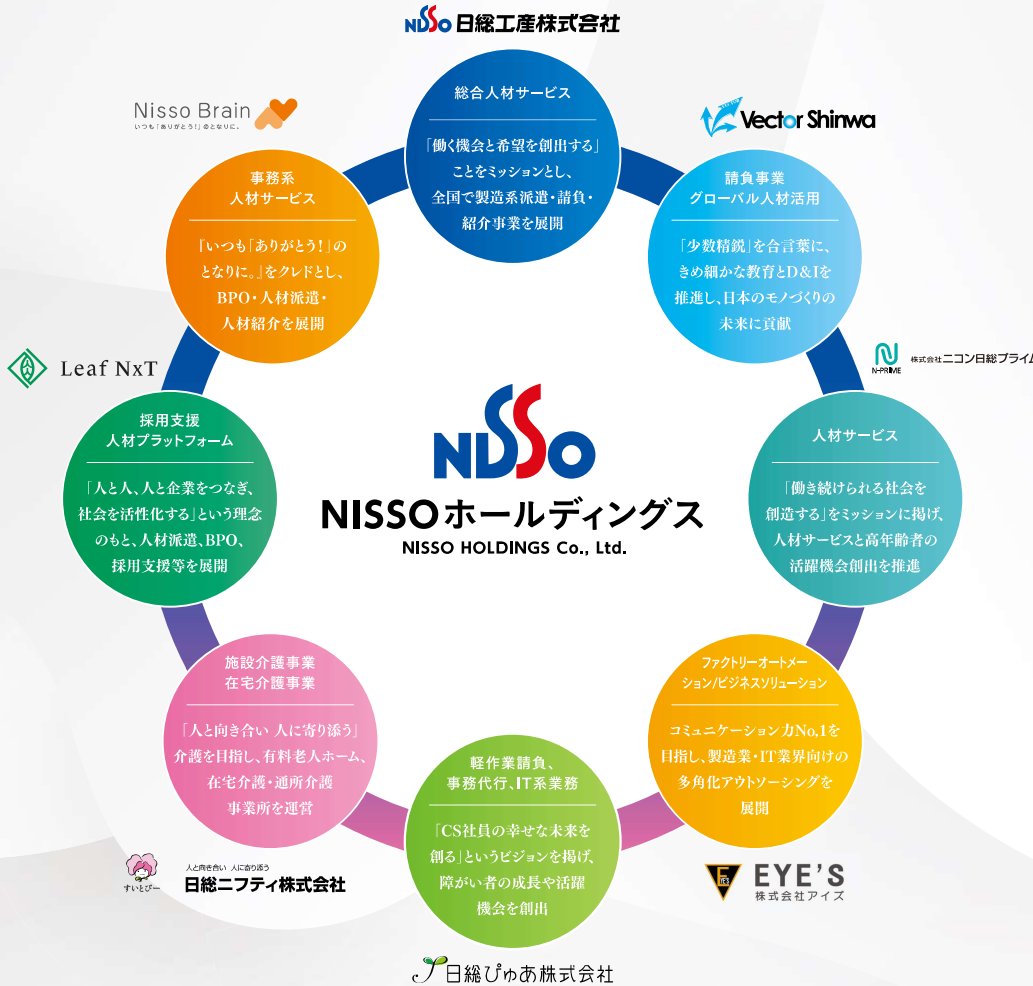 NISSO 日総工産株式会社
総合人材サービス
「働く機会と希望を創出する」
ことをミッションとし、
全国で製造系派遣・請負・
紹介事業を展開
Vector Shinwa
請負事業
グローバル人材活用
「少数精鋭」を合言葉に、
きめ細かな教育とD&Iを
推進し、日本のモノづくりの
未来に貢献
N-PRIME
株式会社ニコン日総プライム
人材サービス
「働き続けられる社会を
創造する」をミッションに掲げ、
人材サービスと高年齢者の
活躍機会創出を推進
ファクトリーオートメー
ション/ビジネスソリューション
コミュニケーション力No,1を
目指し、製造業・IT業界向けの
多角化アウトソーシングを
展開
EYE'S
株式会社アイズ
軽作業請負、
事務代行、IT系業務
「CS社員の幸せな未来を
創る」というビジョンを掲げ、
障がい者の成長や活躍
機会を創出
日総ぴゅあ株式会社
施設介護事業
在宅介護事業
「人と向き合い 人に寄り添う」
介護を目指し、有料老人ホーム、
在宅介護・通所介護
事業所を運営
すいとぴー
人と向き合い 人に寄り添う
日総ニフティ株式会社
Leaf NxT
採用支援
人材プラットフォーム
「人と人、人と企業をつなぎ、
社会を活性化する」という理念
のもと、人材派遣、BPO、
採用支援等を展開
Nisso Brain
いつも「ありがとう!」のとなりに。
事務系
人材サービス
『いつも「ありがとう!」の
となりに。』をクレドとし、
BPO・人材派遣・
人材紹介を展開
NISSO
NISSOホールディングス
NISSO HOLDINGS Co., Ltd.